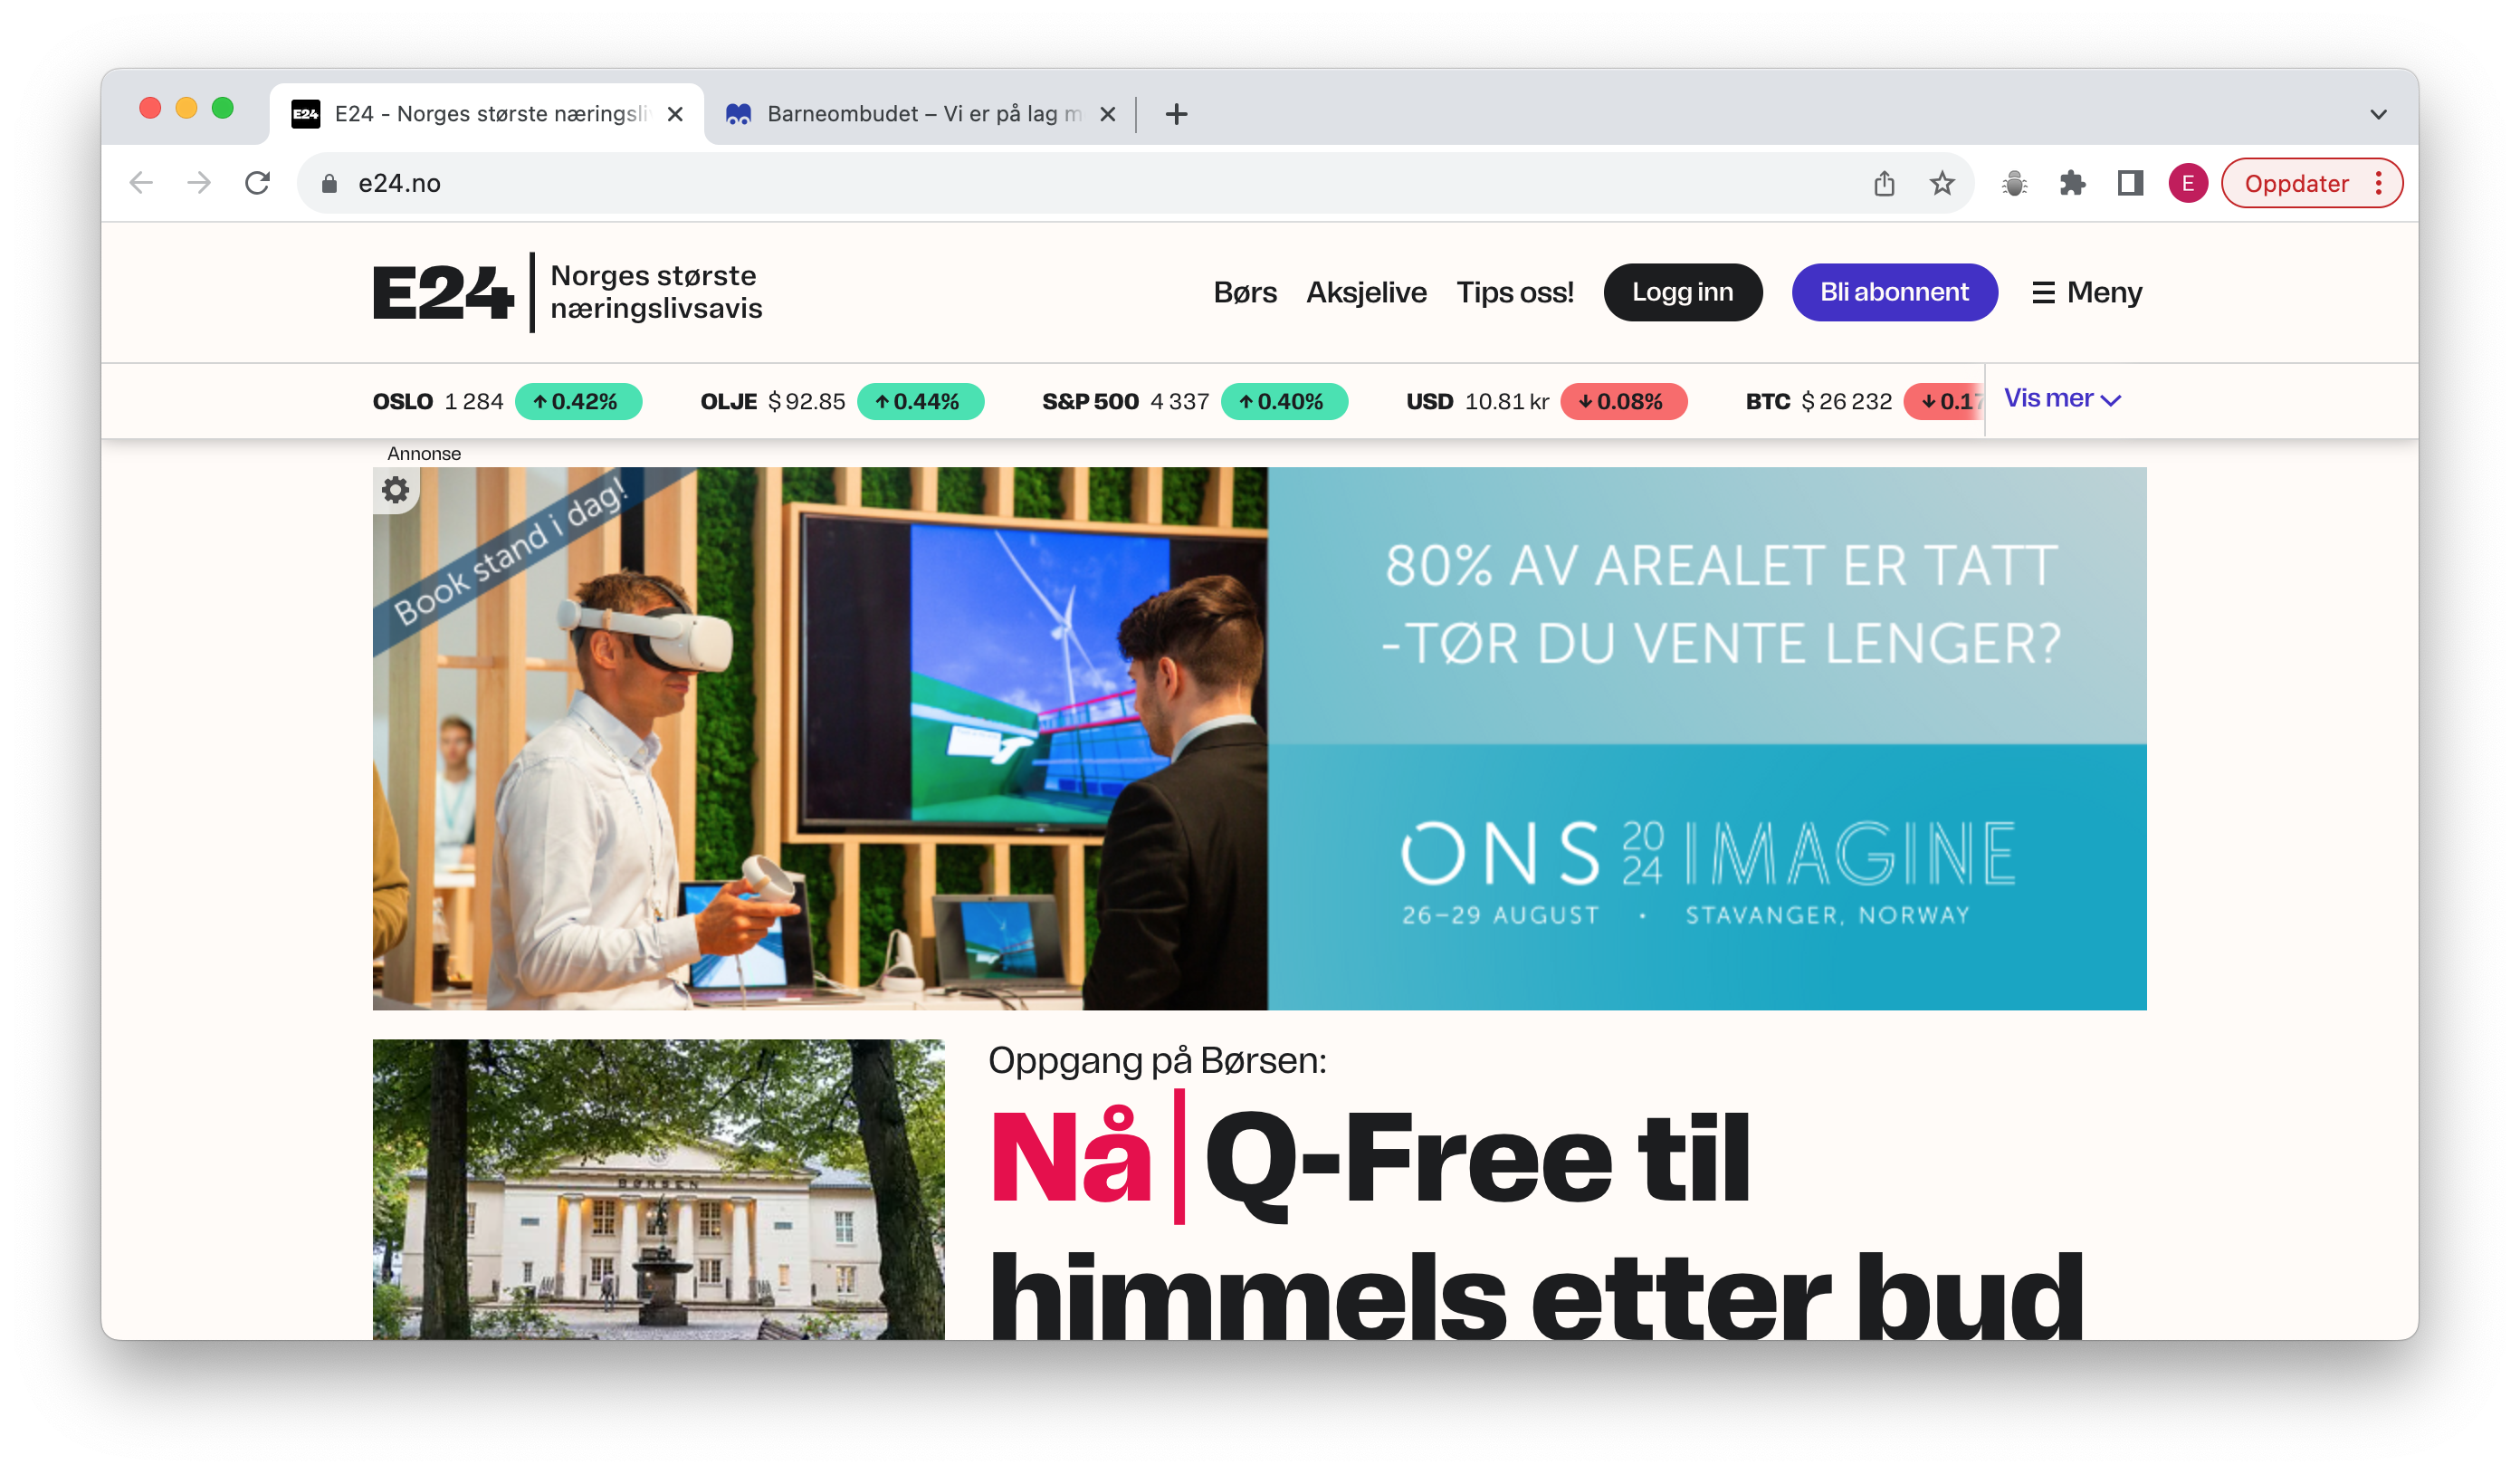 E24 - Norges største næringsli
Barneombudet – Vi er på lag m
e24.no
E
Oppdater
E24
Norges største
næringslivsavis
Børs
Aksjelive
Tips oss!
Logg inn
Bli abonnent
Meny
OSLO 1 284 ↑ 0.42%
OLJE $ 92.85 ↑ 0.44%
S&P 500 4 337 ↑ 0.40%
USD 10.81 kr ↓ 0.08%
BTC $ 26 232 ↓ 0.17
Vis mer
Annonse
Book stand i dag!
80% AV AREALET ER TATT
-TØR DU VENTE LENGER?
ONS 2024 IMAGINE
26–29 AUGUST · STAVANGER, NORWAY
BØRSEN
Oppgang på Børsen:
Nå | Q-Free til
himmels etter bud